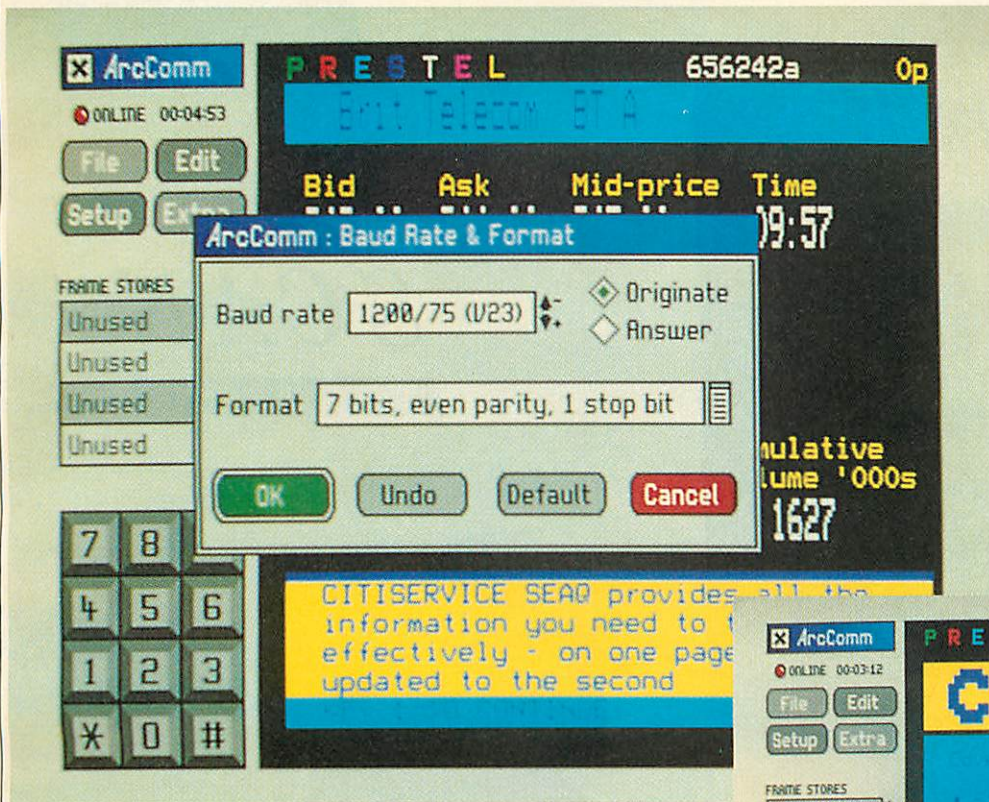 ArcComm
ONLINE 00:04:53
File Edit
Setup Extra
FRAME STORES
Unused
Unused
Unused
Unused
7 8
4 5 6
1 2 3
* 0 #
PRESTEL 656242a Op
Brit Telecom BT A
Bid Ask Mid-price Time
09:57
1627
ArcComm : Baud Rate & Format
Baud rate 1200/75 (V23) - +
Originate
Answer
Format 7 bits, even parity, 1 stop bit
OK Undo Default Cancel
CITISERVICE SEAQ provides all the
information you need to
effectively - on one page
updated to the second
ArcComm
ONLINE 00:03:12
File Edit
Setup Extra
FRAME STORES
PRE
C